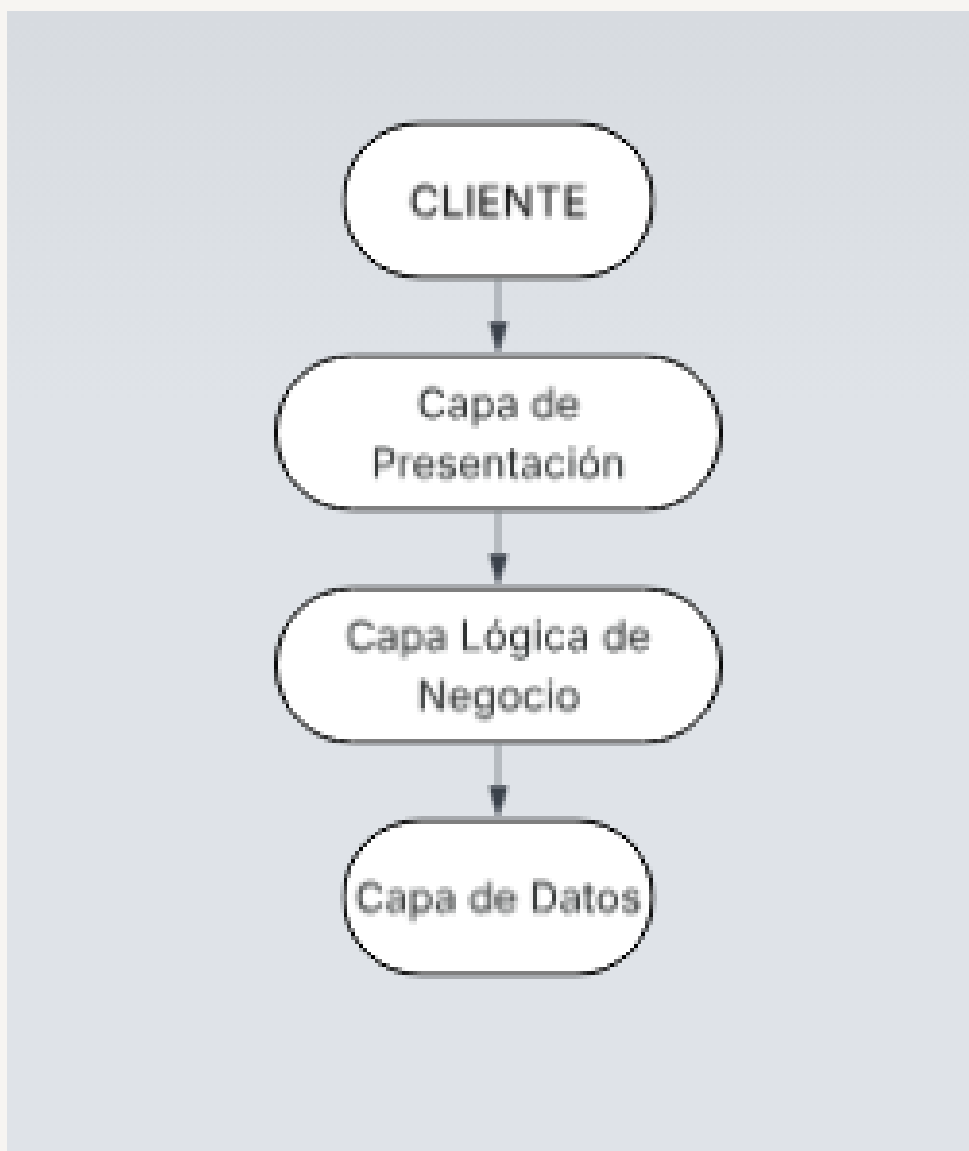 CLIENTE
Capa de
Presentación
Capa Lógica de
Negocio
Capa de Datos